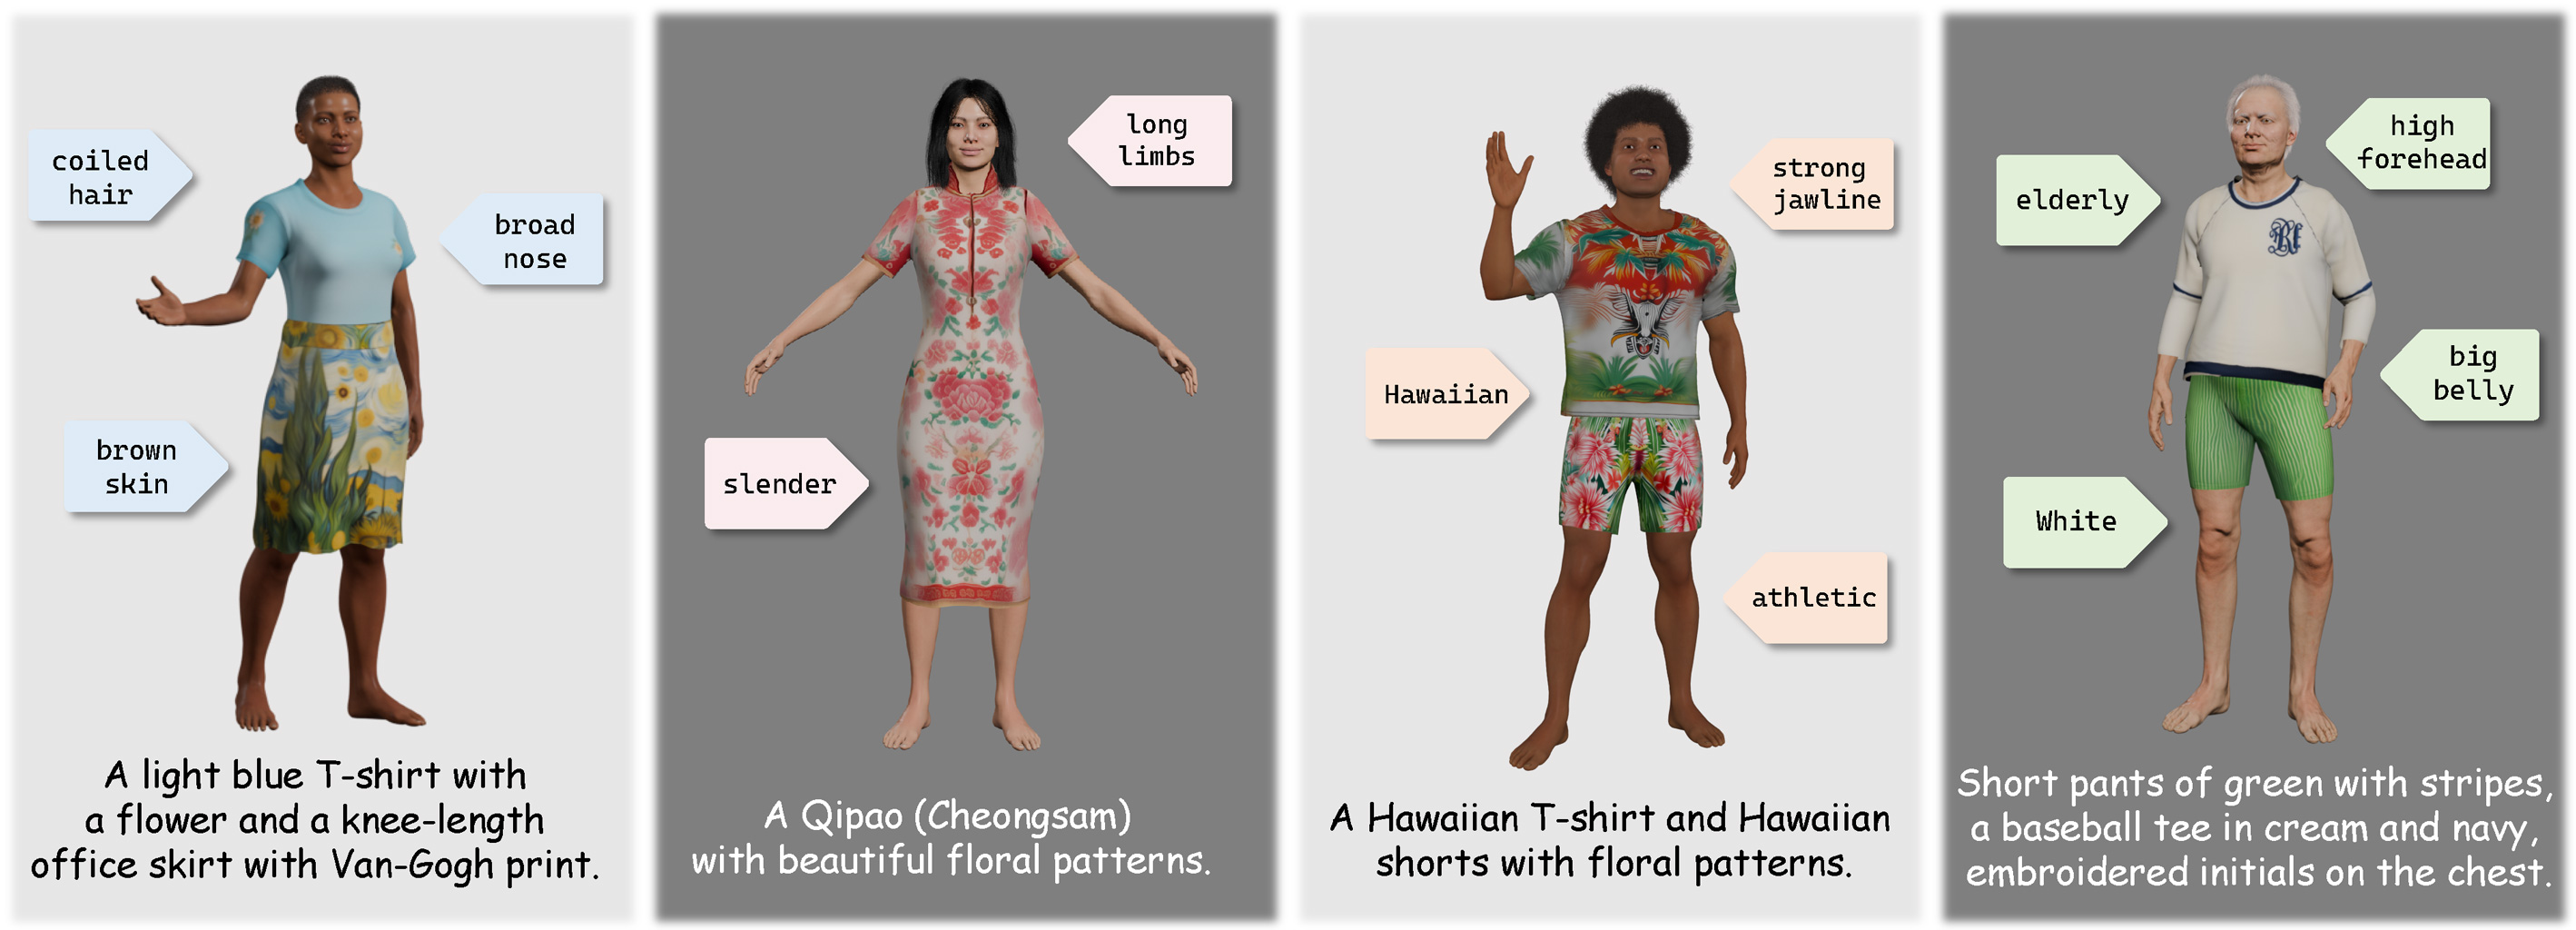 coiled
hair
broad
nose
brown
skin
A light blue T-shirt with
a flower and a knee-length
office skirt with Van-Gogh print.
long
limbs
slender
A Qipao (Cheongsam)
with beautiful floral patterns.
strong
jawline
Hawaiian
athletic
A Hawaiian T-shirt and Hawaiian
shorts with floral patterns.
high
forehead
elderly
big
belly
White
Short pants of green with stripes,
a baseball tee in cream and navy,
embroidered initials on the chest.